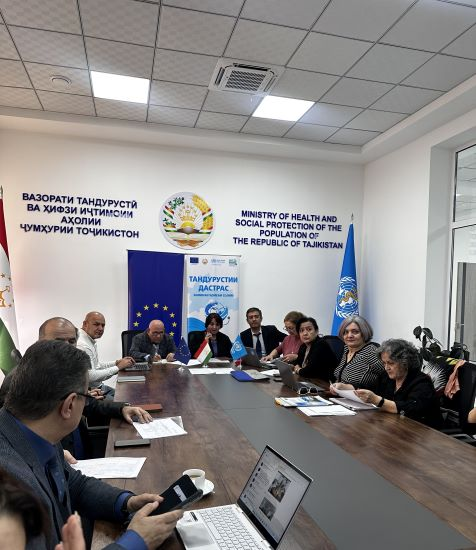 ВАЗОРАТИ ТАНДУРУСТӢ
ВА ҲИФЗИ ИҶТИМОИИ
АҲОЛИИ
ҶУМҲУРИИ ТОҶИКИСТОН
MINISTRY OF HEALTH AND
SOCIAL PROTECTION OF THE
POPULATION OF
THE REPUBLIC OF TAJIKISTAN
ТАНДУРУСТИИ
ДАСТРАС